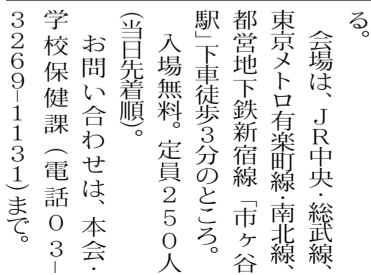 る。
　会場は、ＪＲ中央・総武線、
東京メトロ有楽町線・南北線、
都営地下鉄新宿線「市ヶ谷
駅」下車徒歩３分のところ。
　入場無料。定員２５０人
（当日先着順）。
　お問い合わせは、本会・
学校保健課（電話０３―
３２６９―１１３１）まで。